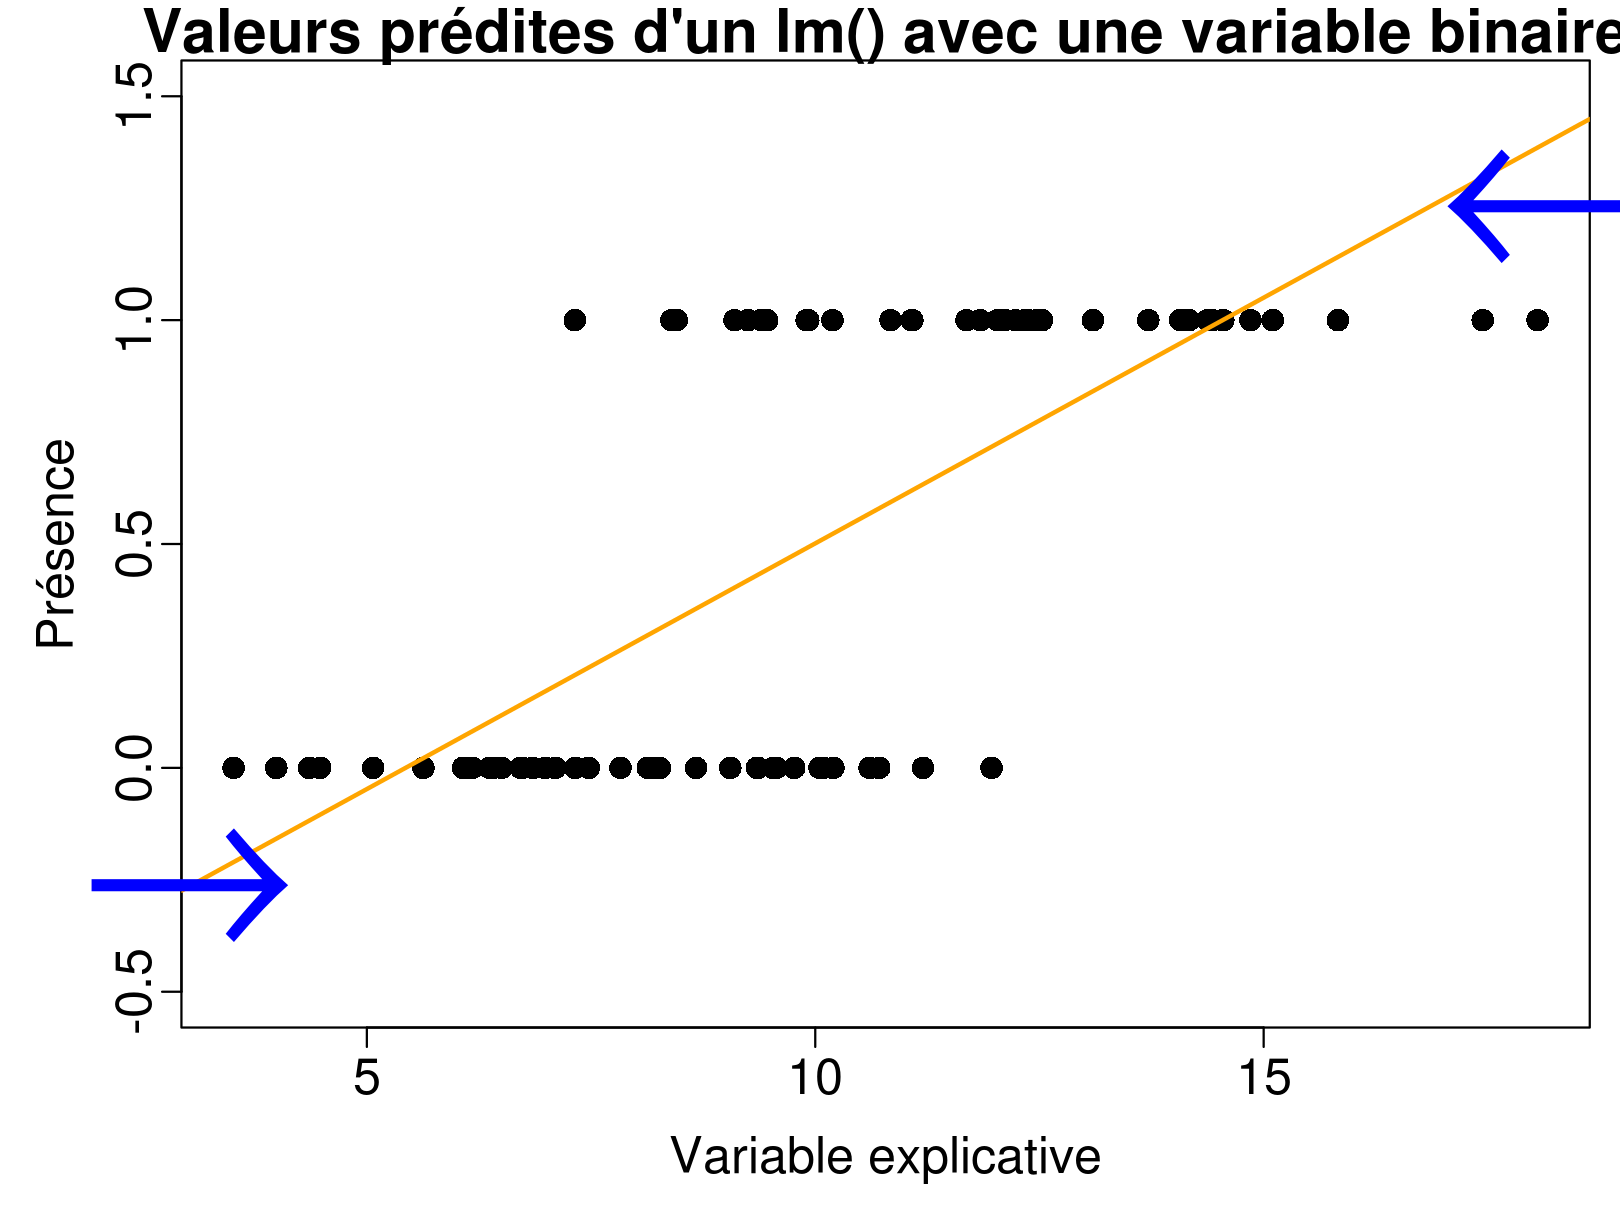 Valeurs prédites d'un lm() avec une variable binaire
1.5
1.0
0.5
0.0
-0.5
Présence
5
10
15
Variable explicative